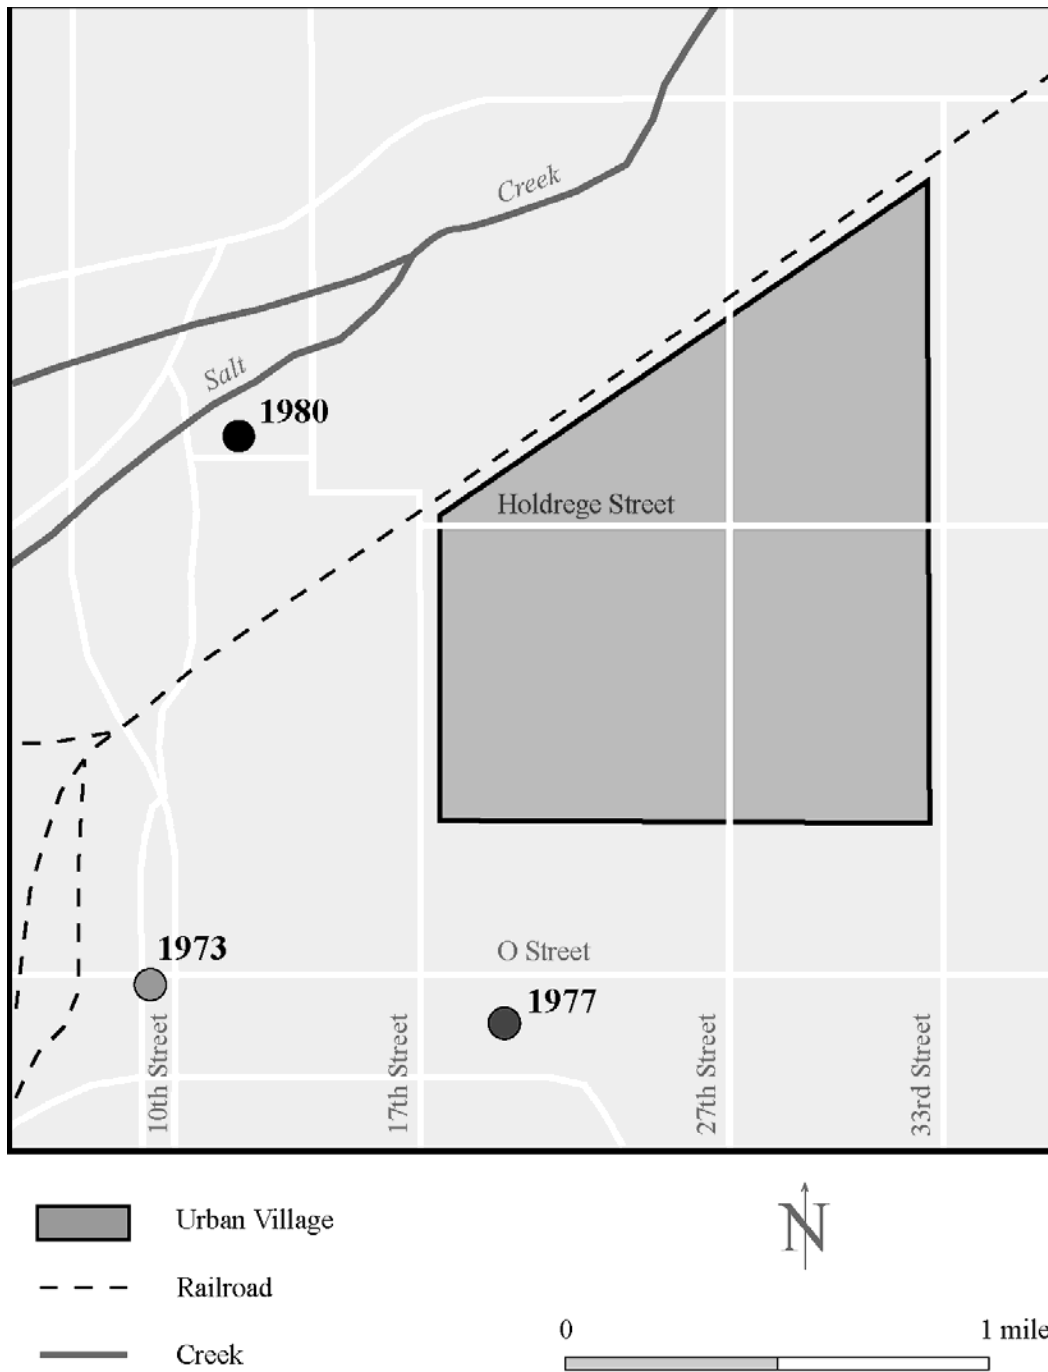 Creek
Salt
1980
Holdrege Street
1973
O Street
1977
10th Street
17th Street
27th Street
33rd Street
Urban Village
N
Railroad
0
1 mile
Creek